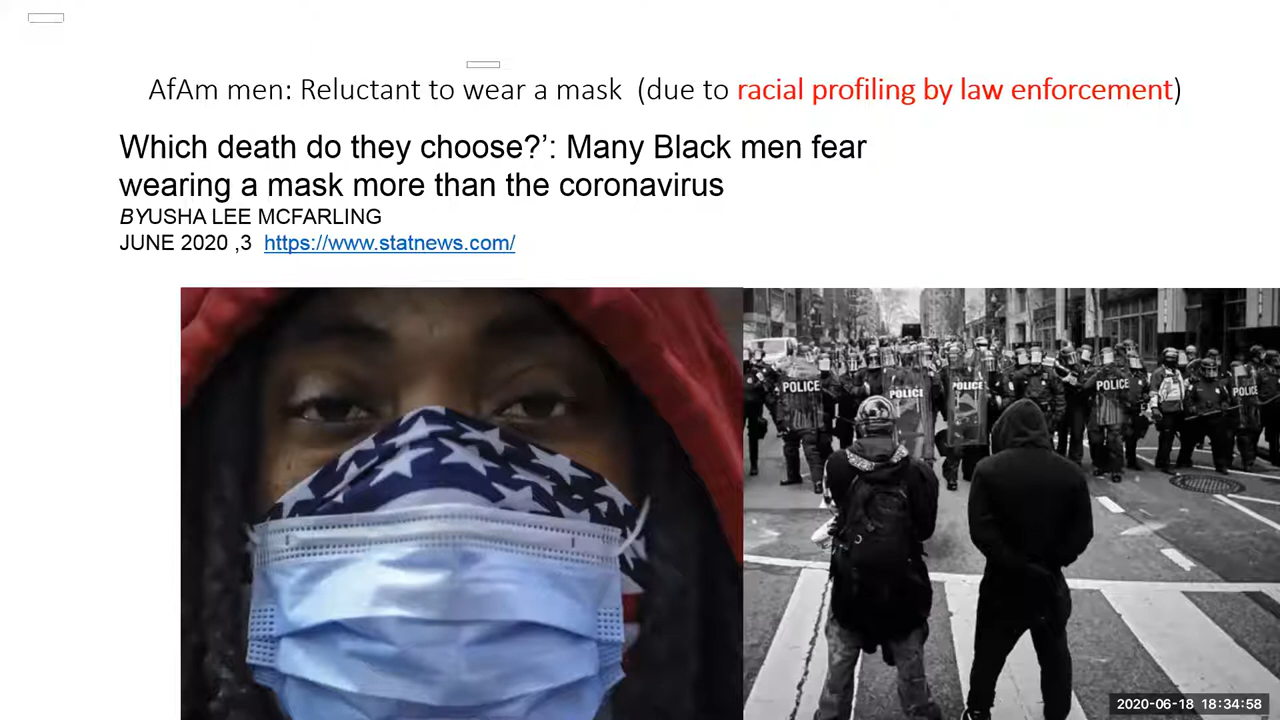 AfAm men: Reluctant to wear a mask (due to racial profiling by law enforcement)
Which death do they choose?’: Many Black men fear
wearing a mask more than the coronavirus
BYUSHA LEE MCFARLING
JUNE 2020 ,3 https://www.statnews.com/
POLICE
POLICE
POLICE
POLICE
POLICE
2020-06-18 18:34:58